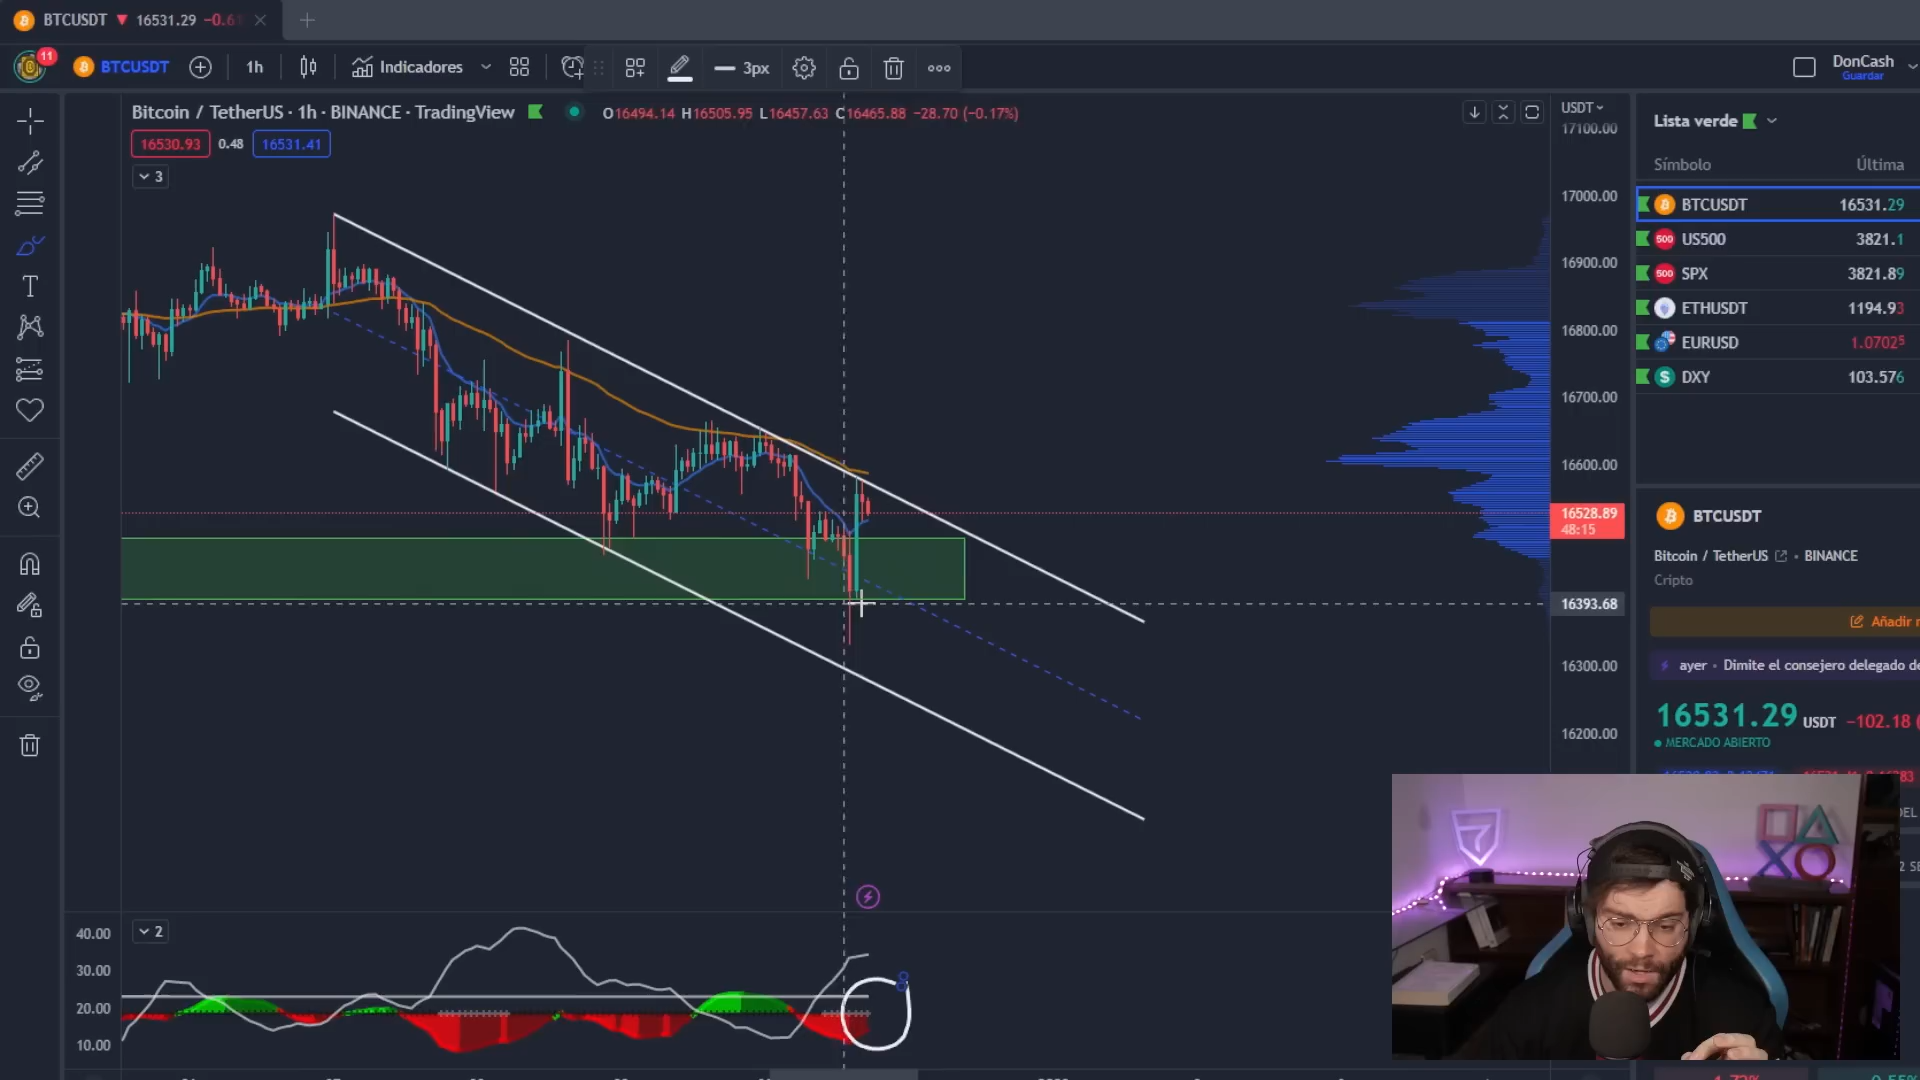 BTCUSDT ▼ 16531.29 −0.6
11
BTCUSDT 1h Indicadores 3px DonCash
Guardar
Bitcoin / TetherUS · 1h · BINANCE · TradingView
O16494.14 H16505.95 L16457.63 C16465.88 −28.70 (−0.17%)
16530.93 0.48 16531.41
3
USDT
17100.00
17000.00
16900.00
16800.00
16700.00
16600.00
16528.89
48:15
16393.68
16300.00
16200.00
Lista verde
Símbolo Última
BTCUSDT 16531.29
500 US500 3821.1
500 SPX 3821.89
ETHUSDT 1194.93
EURUSD 1.07025
DXY 103.576
BTCUSDT
Bitcoin / TetherUS · BINANCE
Cripto
Añadir
ayer · Dimite el consejero delegado de
16531.29 USDT −102.18
MERCADO ABIERTO
2
40.00
30.00
20.00
10.00